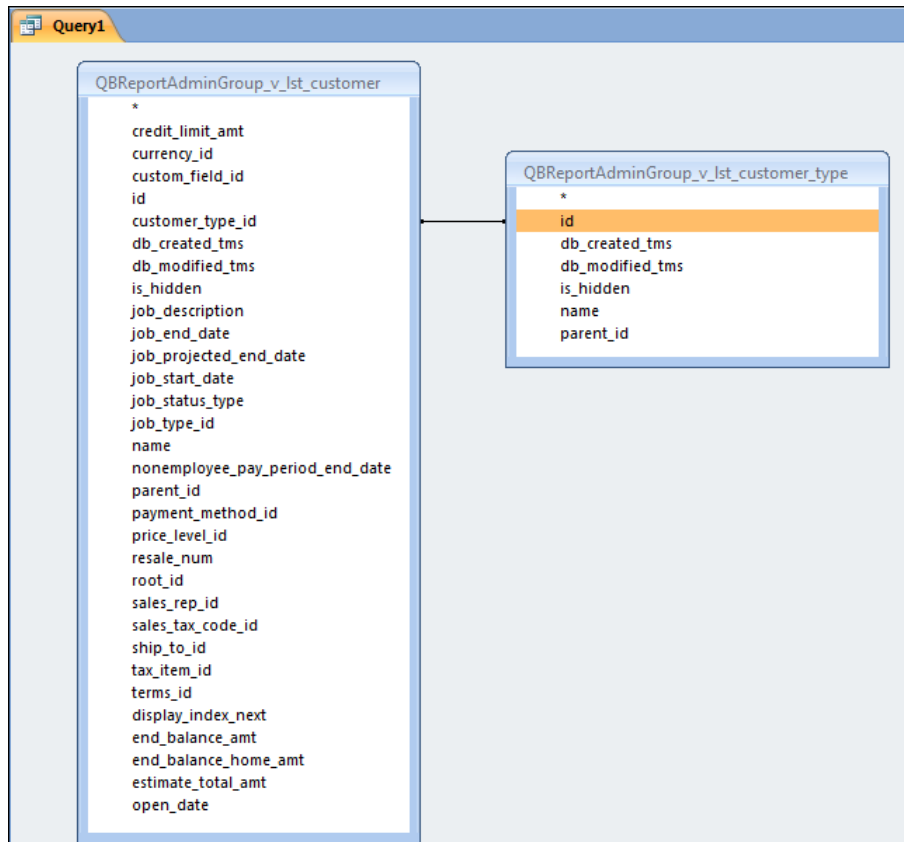 Query1
QBReportAdminGroup_v_lst_customer
*
credit_limit_amt
currency_id
custom_field_id
id
customer_type_id
db_created_tms
db_modified_tms
is_hidden
job_description
job_end_date
job_projected_end_date
job_start_date
job_status_type
job_type_id
name
nonemployee_pay_period_end_date
parent_id
payment_method_id
price_level_id
resale_num
root_id
sales_rep_id
sales_tax_code_id
ship_to_id
tax_item_id
terms_id
display_index_next
end_balance_amt
end_balance_home_amt
estimate_total_amt
open_date
QBReportAdminGroup_v_lst_customer_type
*
id
db_created_tms
db_modified_tms
is_hidden
name
parent_id